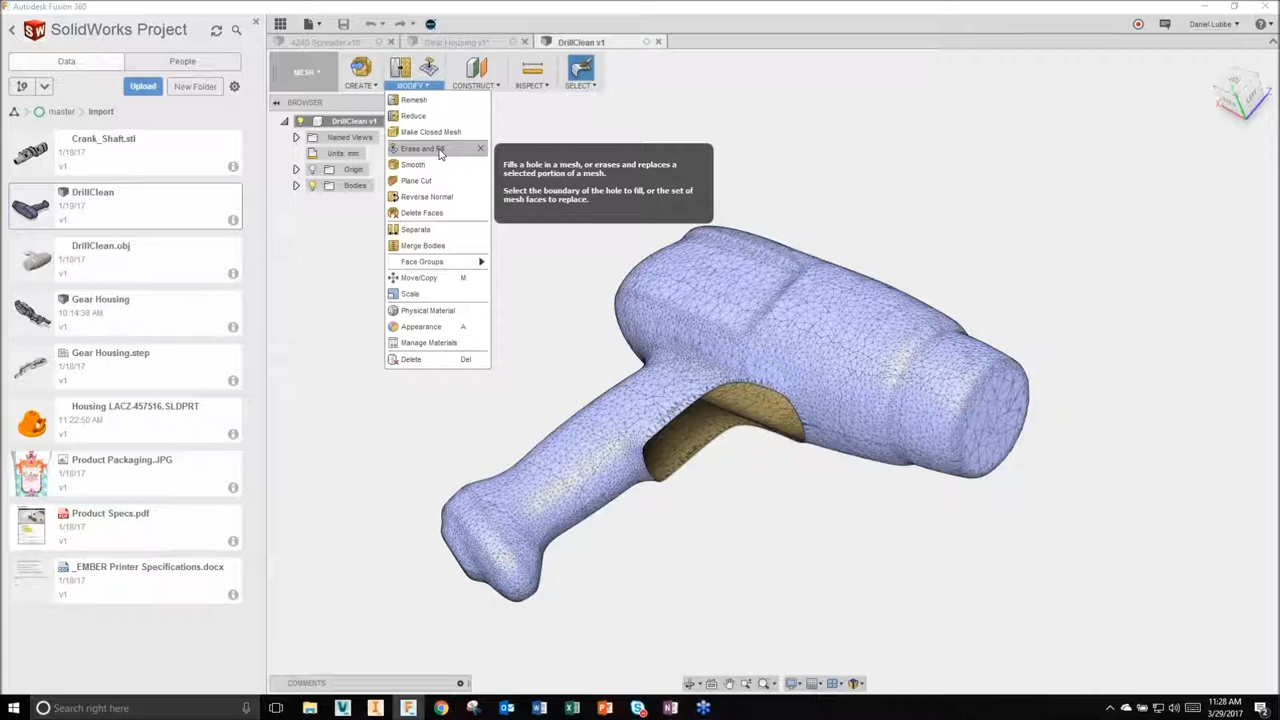 Autodesk Fusion 360
SolidWorks Project
Data
People
Upload
New Folder
master
Import
Crank_Shaft.stl
1/18/17
v1
DrillClean
1/19/17
v1
DrillClean.obj
1/18/17
v1
Gear Housing
10:14:38 AM
v1
Gear Housing.step
1/18/17
v1
Housing LACZ-457516.SLDPRT
11:22:50 AM
v1
Product Packaging.JPG
1/18/17
v1
Product Specs.pdf
1/18/17
v1
_EMBER Printer Specifications.docx
1/18/17
v1
Daniel Lubbe
Gear Housing v1*
DrillClean v1
MESH
CREATE
MODIFY
CONSTRUCT
INSPECT
SELECT
BROWSER
DrillClean v1
Named Views
Units: mm
Origin
Bodies
Remesh
Reduce
Make Closed Mesh
Erase and Fill
Smooth
Plane Cut
Reverse Normal
Delete Faces
Separate
Merge Bodies
Face Groups
Move/Copy M
Scale
Physical Material
Appearance A
Manage Materials
Delete Del
Fills a hole in a mesh, or erases and replaces a
selected portion of a mesh.
Select the boundary of the hole to fill, or the set of
mesh faces to replace.
COMMENTS
Search right here
11:28 AM
3/29/2017